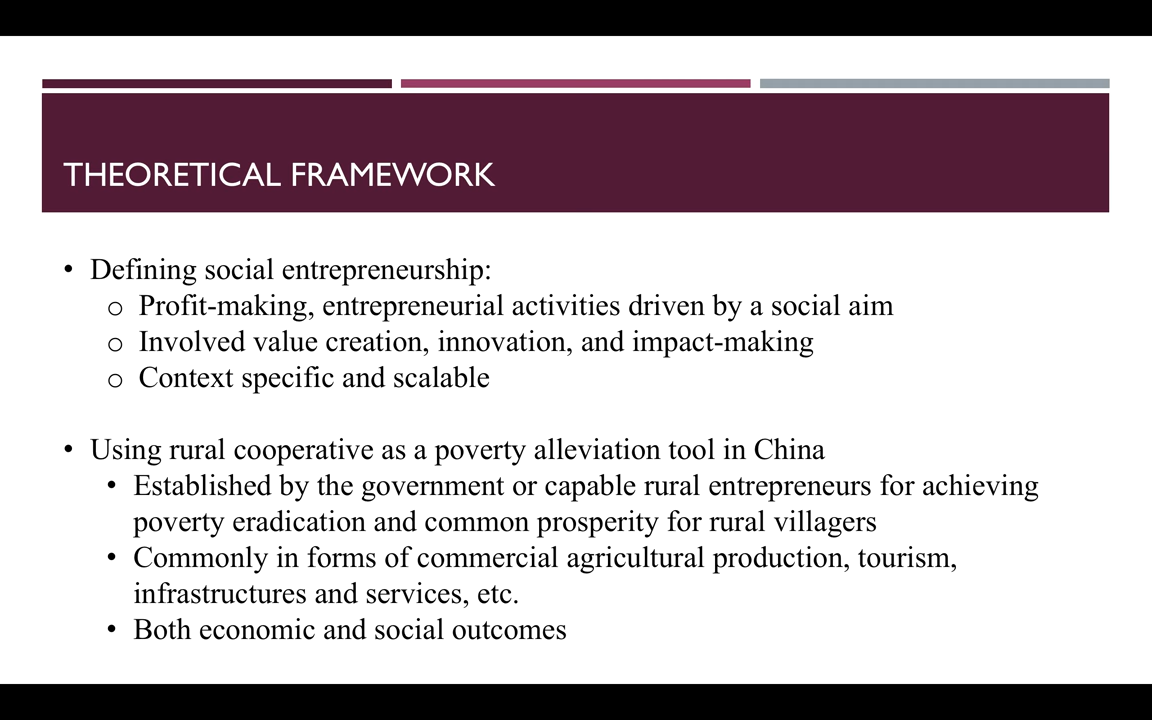 THEORETICAL FRAMEWORK
• Defining social entrepreneurship:
o Profit-making, entrepreneurial activities driven by a social aim
o Involved value creation, innovation, and impact-making
o Context specific and scalable
• Using rural cooperative as a poverty alleviation tool in China
• Established by the government or capable rural entrepreneurs for achieving
poverty eradication and common prosperity for rural villagers
• Commonly in forms of commercial agricultural production, tourism,
infrastructures and services, etc.
• Both economic and social outcomes